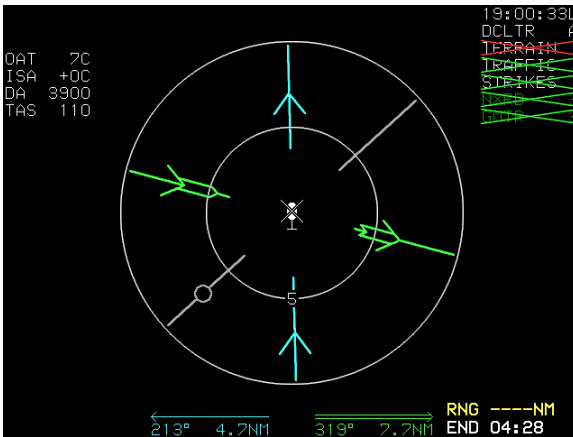 19:00:33L
DCLTR A
TERRAIN
TRAFFIC
STRIKES
OAT 7C
ISA +0C
DA 3900
TAS 110
5
213° 4.7NM
319° 7.7NM
RNG ----NM
END 04:28